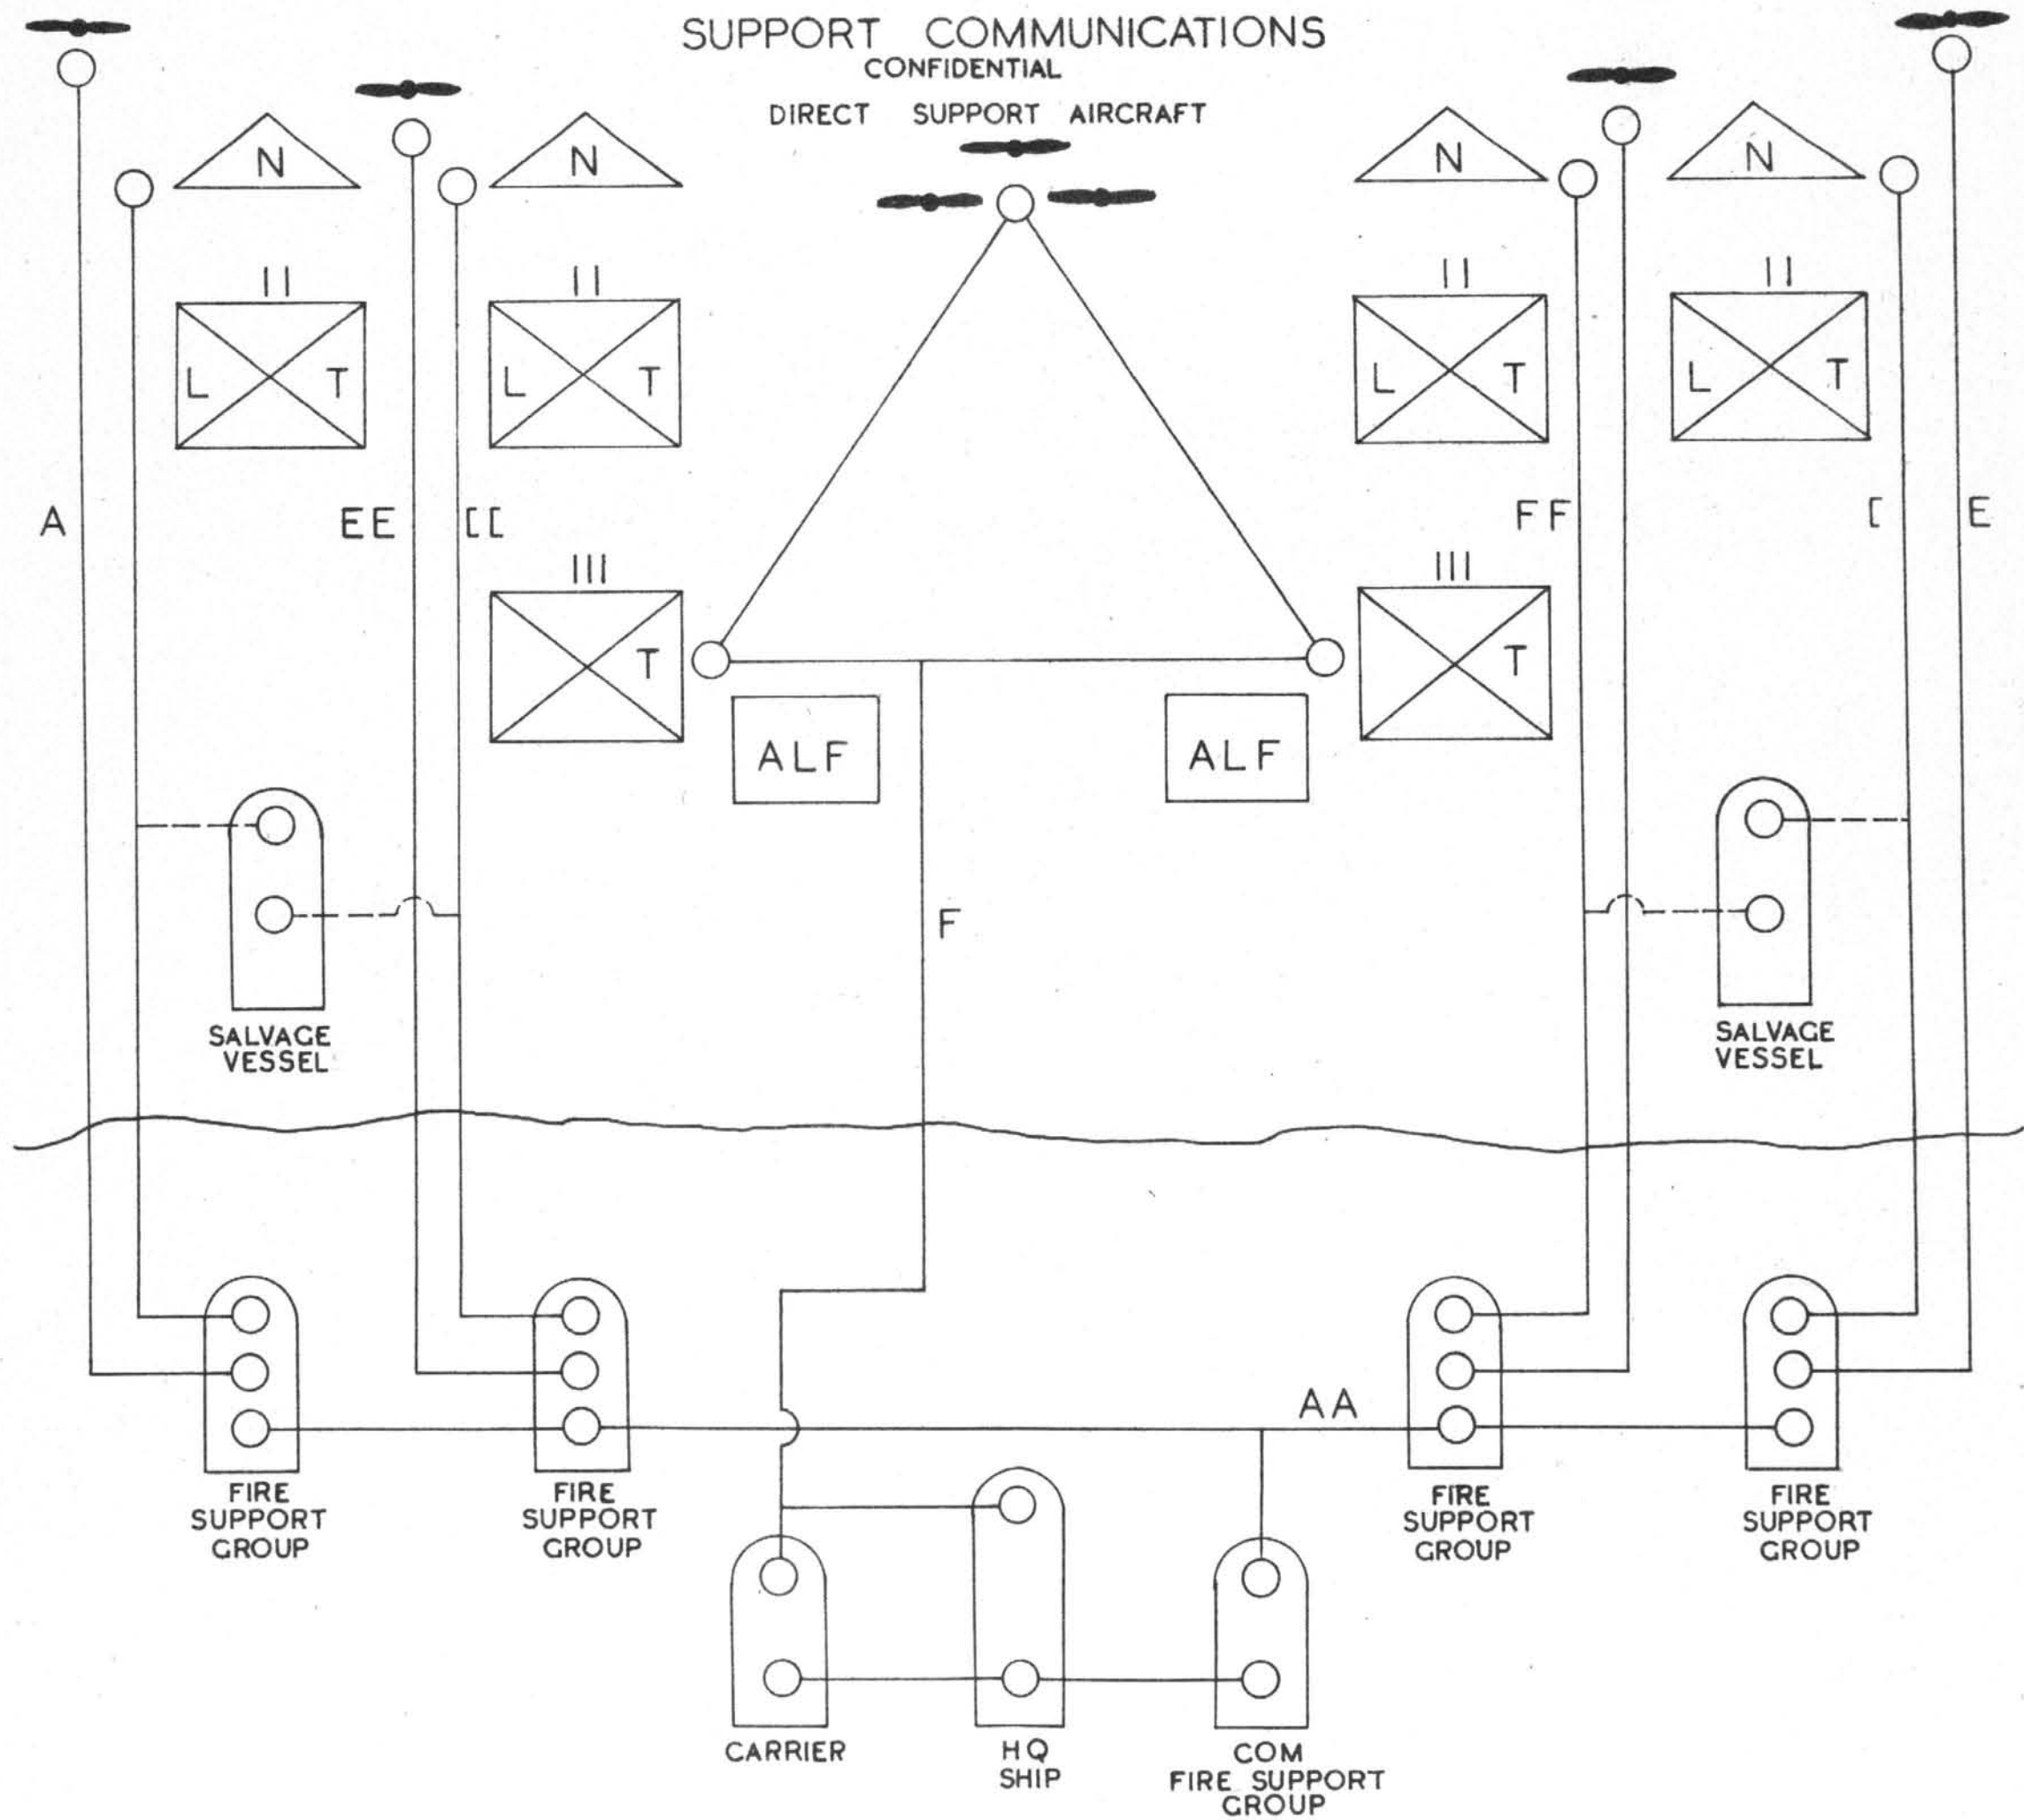 SUPPORT COMMUNICATIONS
CONFIDENTIAL
DIRECT SUPPORT AIRCRAFT
N
N
N
N
II
II
II
II
L T
L T
L T
L T
A
EE
CC
FF
C
E
III
III
T
T
ALF
ALF
F
SALVAGE
VESSEL
SALVAGE
VESSEL
AA
FIRE
SUPPORT
GROUP
FIRE
SUPPORT
GROUP
FIRE
SUPPORT
GROUP
FIRE
SUPPORT
GROUP
CARRIER
HQ
SHIP
COM
FIRE SUPPORT
GROUP